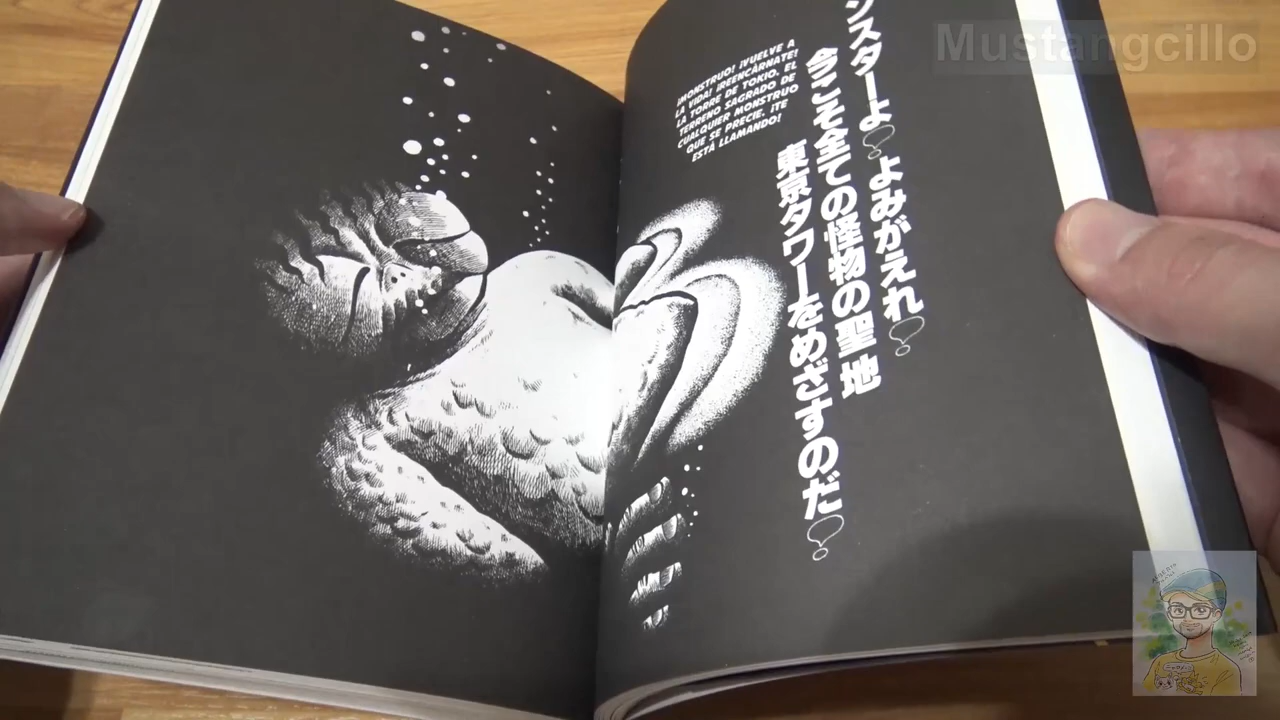 Mustangcillo
¡MONSTRUO! ¡VUELVE A
LA VIDA! ¡REENCÁRNATE!
LA TORRE DE TOKIO. EL
TERRENO SAGRADO DE
CUALQUIER MONSTRUO
QUE SE PRECIE. ¡TE
ESTÁ LLAMANDO!
ンスターよ！よみがえれ！
今こそ全ての怪物の聖地
東京タワーをめざすのだ！